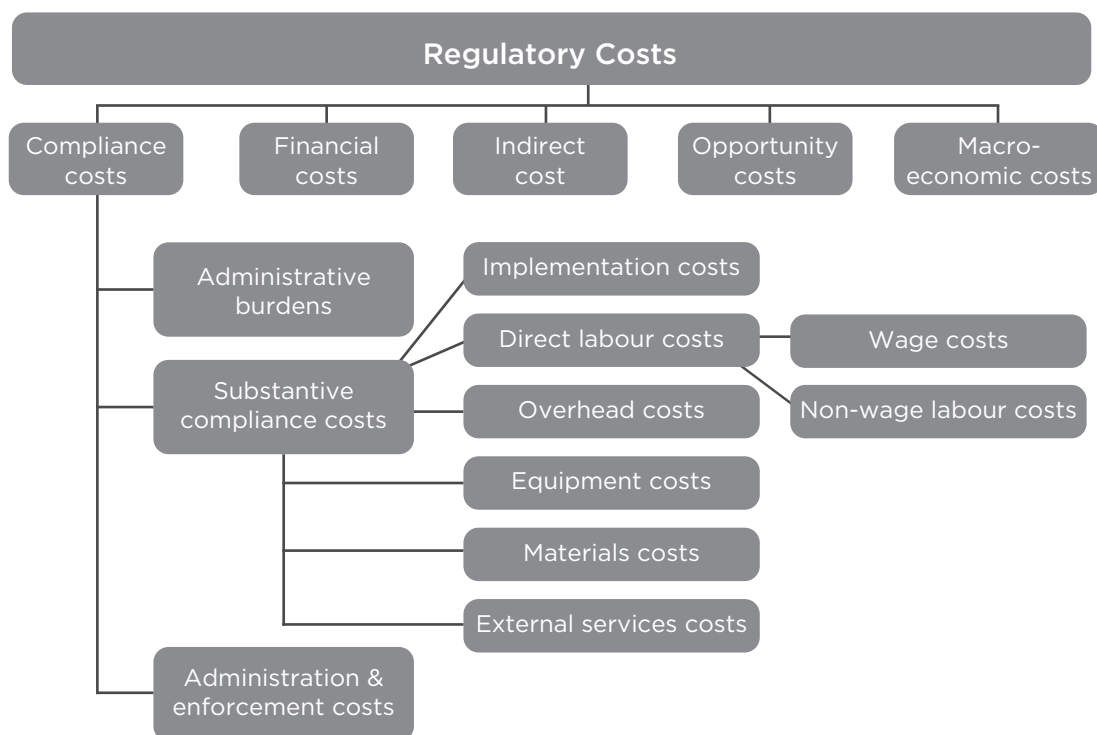 Regulatory Costs
Compliance
costs
Financial
costs
Indirect
cost
Opportunity
costs
Macro-
economic costs
Administrative
burdens
Substantive
compliance costs
Administration &
enforcement costs
Implementation costs
Direct labour costs
Overhead costs
Equipment costs
Materials costs
External services costs
Wage costs
Non-wage labour costs